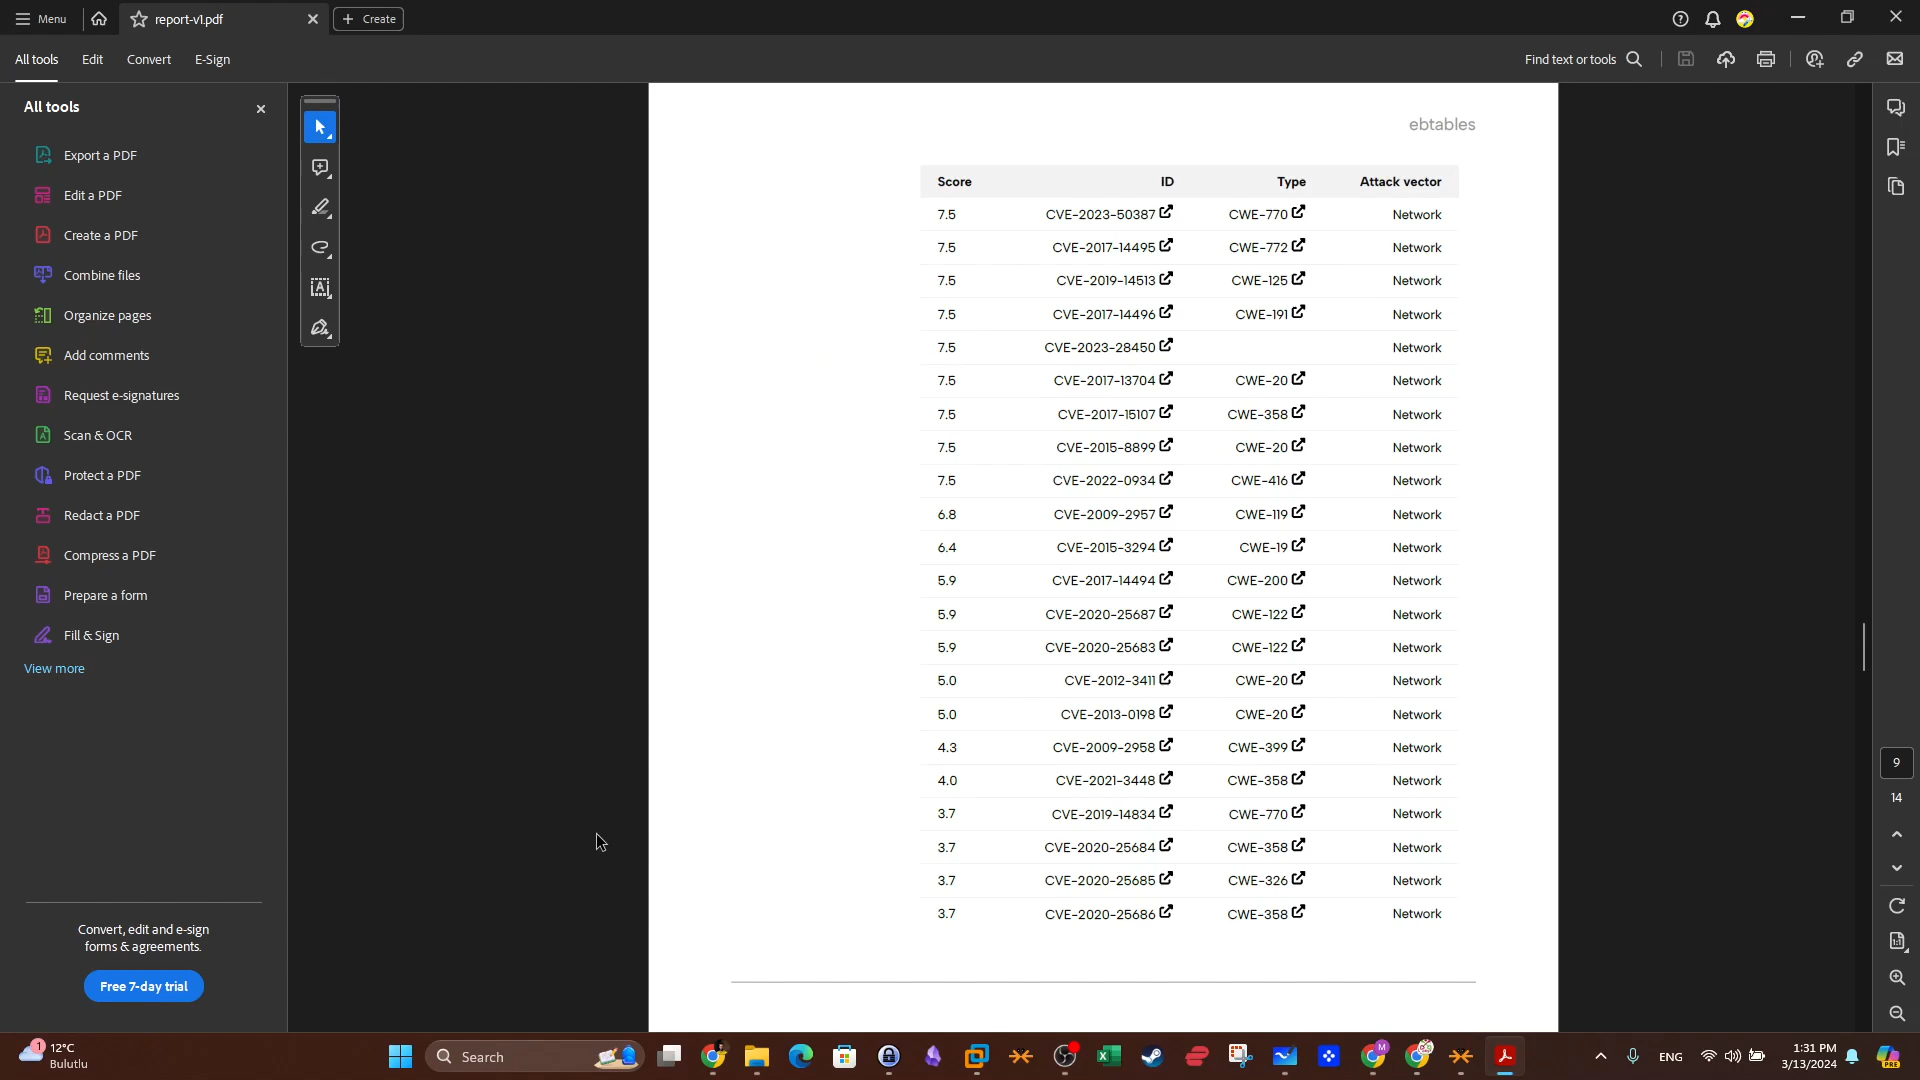 Menu
report-v1.pdf
Create
All tools
Edit
Convert
E-Sign
Find text or tools
All tools
Export a PDF
Edit a PDF
Create a PDF
Combine files
Organize pages
Add comments
Request e-signatures
Scan & OCR
Protect a PDF
Redact a PDF
Compress a PDF
Prepare a form
Fill & Sign
View more
Convert, edit and e-sign
forms & agreements.
Free 7-day trial
ebtables
Score ID Type Attack vector
7.5 CVE-2023-50387 CWE-770 Network
7.5 CVE-2017-14495 CWE-772 Network
7.5 CVE-2019-14513 CWE-125 Network
7.5 CVE-2017-14496 CWE-191 Network
7.5 CVE-2023-28450 Network
7.5 CVE-2017-13704 CWE-20 Network
7.5 CVE-2017-15107 CWE-358 Network
7.5 CVE-2015-8899 CWE-20 Network
7.5 CVE-2022-0934 CWE-416 Network
6.8 CVE-2009-2957 CWE-119 Network
6.4 CVE-2015-3294 CWE-19 Network
5.9 CVE-2017-14494 CWE-200 Network
5.9 CVE-2020-25687 CWE-122 Network
5.9 CVE-2020-25683 CWE-122 Network
5.0 CVE-2012-3411 CWE-20 Network
5.0 CVE-2013-0198 CWE-20 Network
4.3 CVE-2009-2958 CWE-399 Network
4.0 CVE-2021-3448 CWE-358 Network
3.7 CVE-2019-14834 CWE-770 Network
3.7 CVE-2020-25684 CWE-358 Network
3.7 CVE-2020-25685 CWE-326 Network
3.7 CVE-2020-25686 CWE-358 Network
9
14
1
12°C
Bulutlu
Search
ENG
1:31 PM
3/13/2024